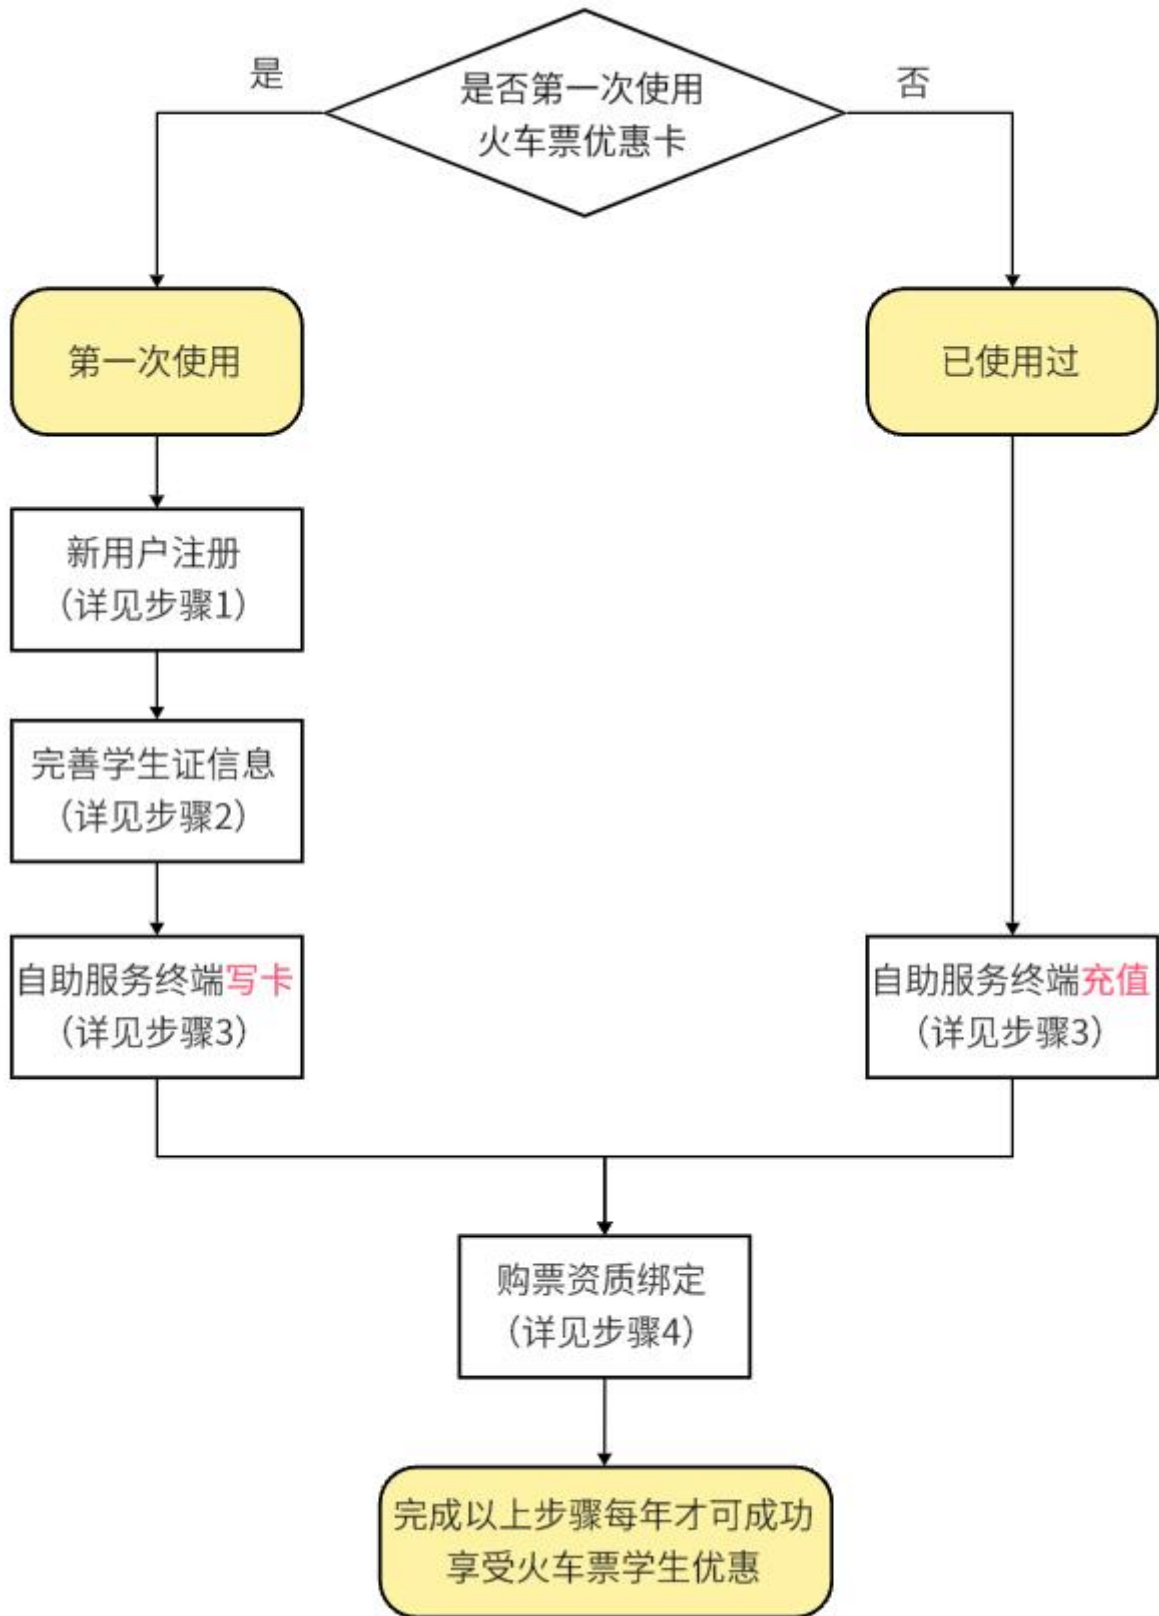 是否第一次使用
火车票优惠卡
是
否
第一次使用
已使用过
新用户注册
（详见步骤1）
完善学生证信息
（详见步骤2）
自助服务终端写卡
（详见步骤3）
自助服务终端充值
（详见步骤3）
购票资质绑定
（详见步骤4）
完成以上步骤每年才可成功
享受火车票学生优惠